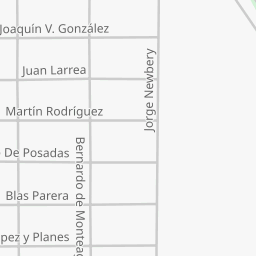 Joaquín V. González
Juan Larrea
Jorge Newbery
Martín Rodríguez
De Posadas
Bernardo de Monteag
Blas Parera
pez y Planes